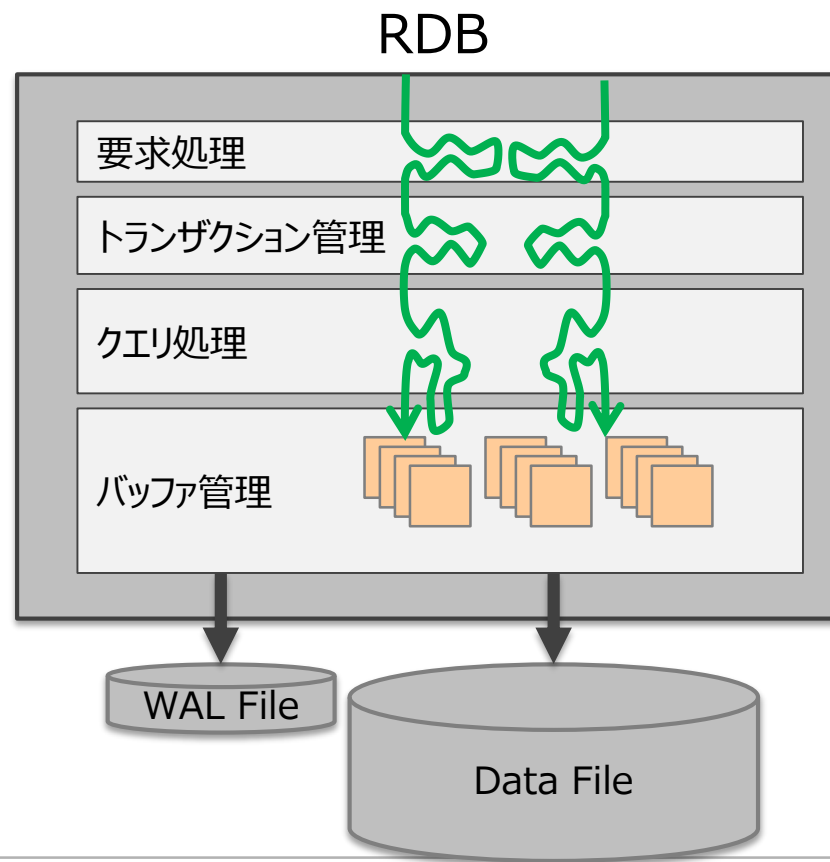 RDB
要求処理
トランザクション管理
クエリ処理
バッファ管理
WAL File
Data File